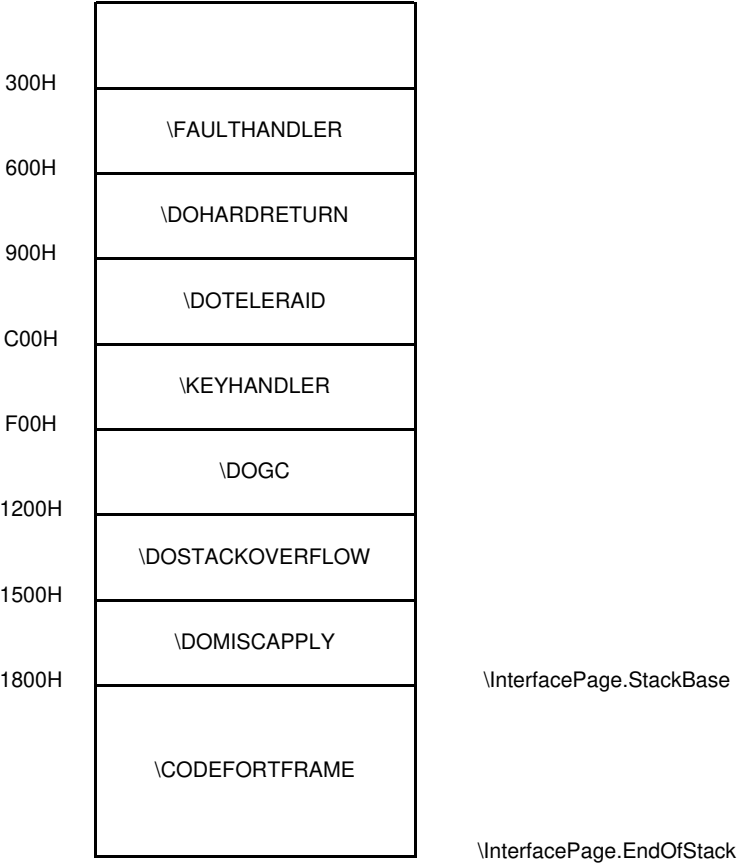 300H
\FAULTHANDLER
600H
\DOHARDRETURN
900H
\DOTELERAID
C00H
\KEYHANDLER
F00H
\DOGC
1200H
\DOSTACKOVERFLOW
1500H
\DOMISCAPPLY
1800H
\InterfacePage.StackBase
\CODEFORTFRAME
\InterfacePage.EndOfStack